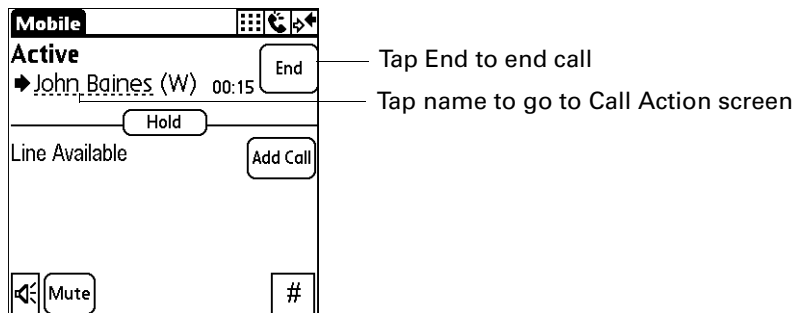 Mobile
Active
End
Tap End to end call
John Baines (W) 00:15
Tap name to go to Call Action screen
Hold
Line Available
Add Call
Mute
#